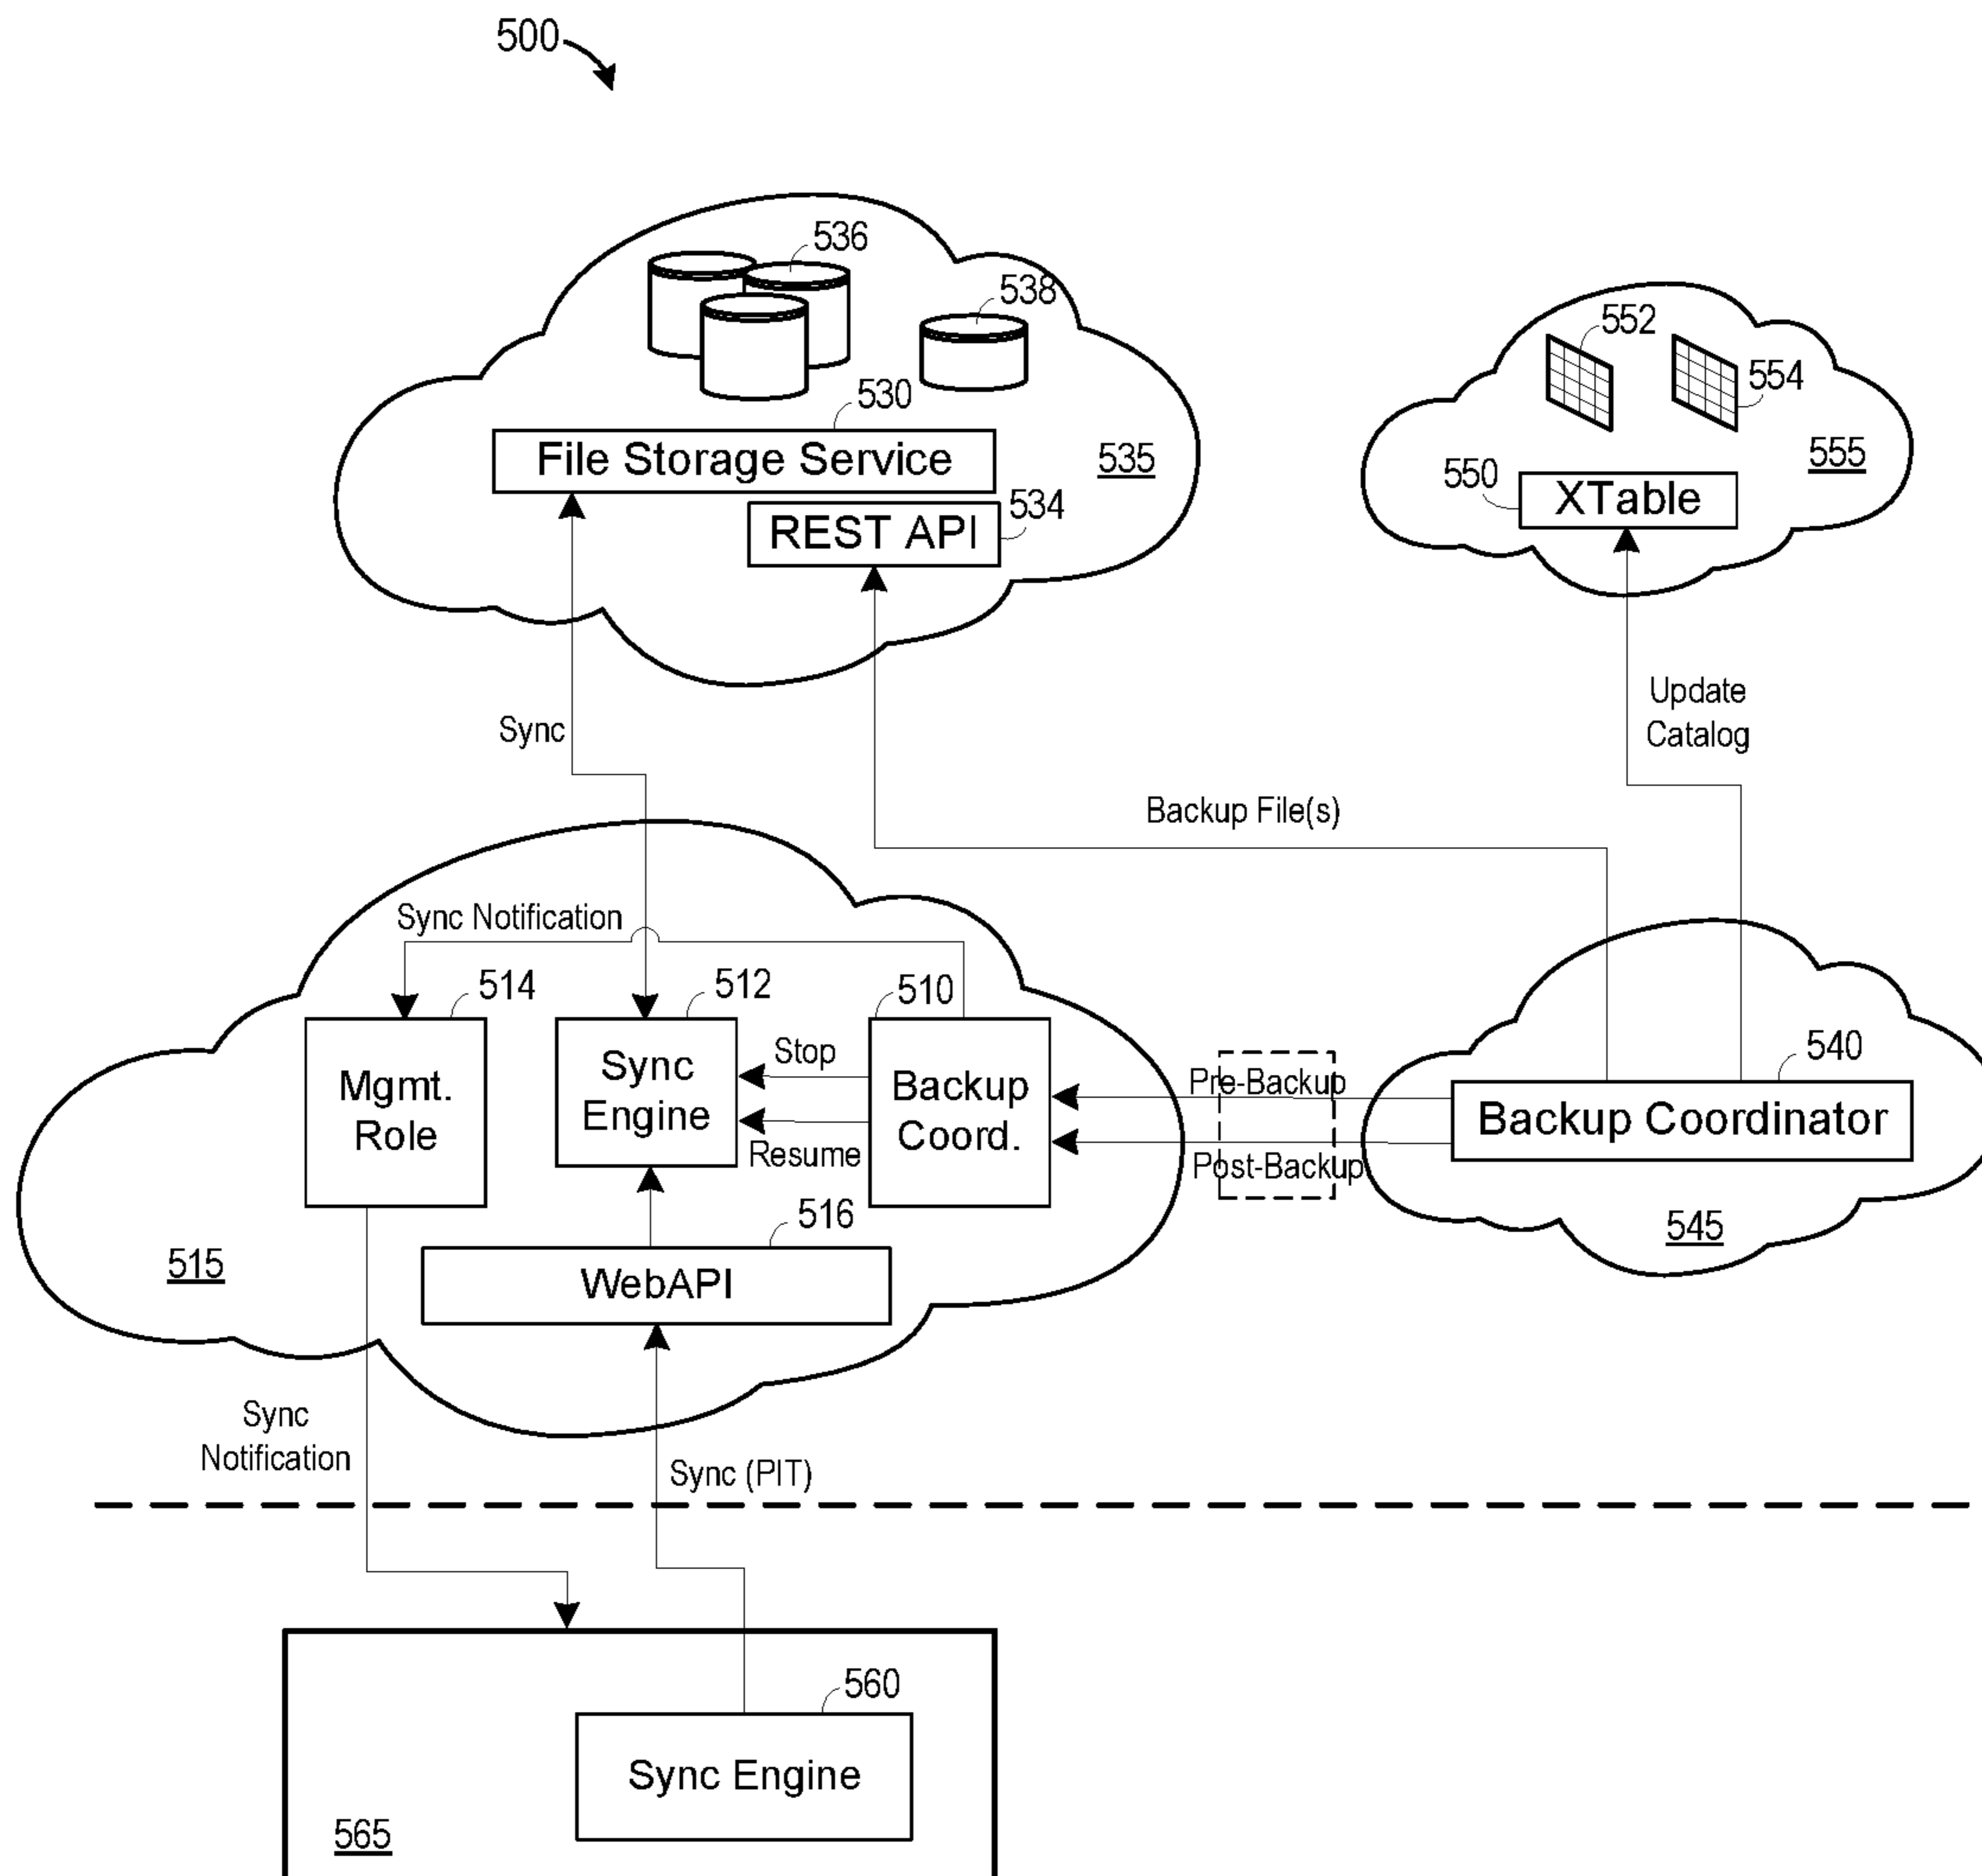 500
536
538
552
554
530
File Storage Service
535
555
550
XTable
534
REST API
Sync
Update
Catalog
Backup File(s)
Sync Notification
514
512
510
Mgmt.
Role
Sync
Engine
Stop
Resume
Backup
Coord.
Pre-Backup
Post-Backup
540
Backup Coordinator
545
516
WebAPI
515
Sync
Notification
Sync (PIT)
560
Sync Engine
565